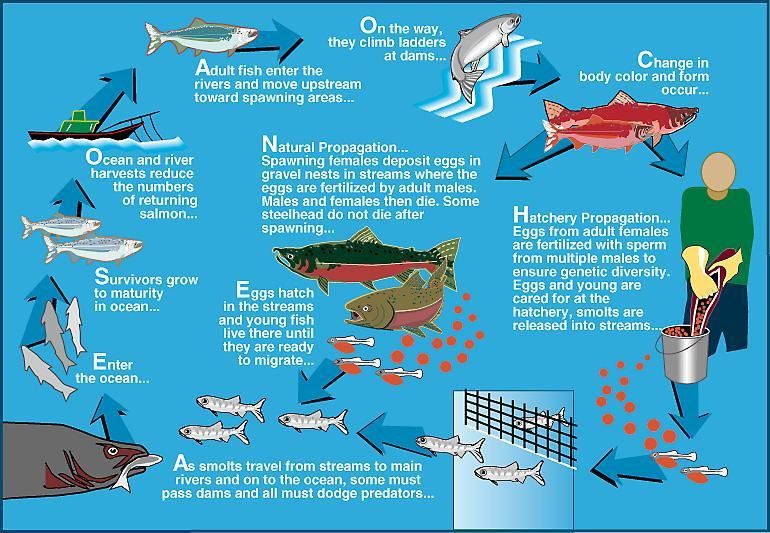 Adult fish enter the
rivers and move upstream
toward spawning areas...
On the way,
they climb ladders
at dams...
Change in
body color and form
occur...
Natural Propagation...
Spawning females deposit eggs in
gravel nests in streams where the
eggs are fertilized by adult males.
Males and females then die. Some
steelhead do not die after
spawning...
Hatchery Propagation...
Eggs from adult females
are fertilized with sperm
from multiple males to
ensure genetic diversity.
Eggs and young are
cared for at the
hatchery, smolts are
released into streams...
Eggs hatch
in the streams
and young fish
live there until
they are ready
to migrate...
As smolts travel from streams to main
rivers and on to the ocean, some must
pass dams and all must dodge predators...
Enter
the ocean...
Survivors grow
to maturity
in ocean...
Ocean and river
harvests reduce
the numbers
of returning
salmon...